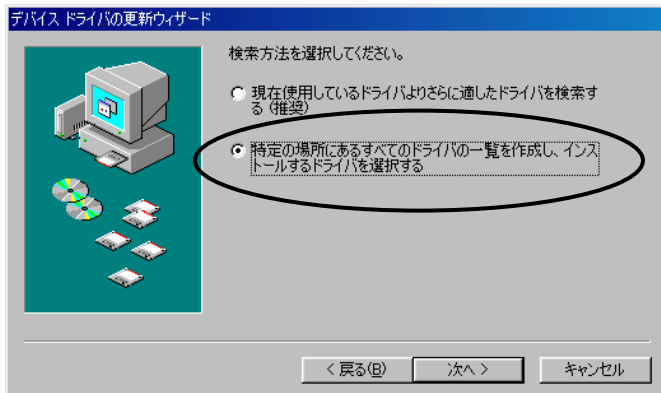 デバイス ドライバの更新ウィザード
検索方法を選択してください。
現在使用しているドライバよりさらに適したドライバを検索す
る (推奨)
特定の場所にあるすべてのドライバの一覧を作成し、インス
トールするドライバを選択する
< 戻る(B)
次へ >
キャンセル